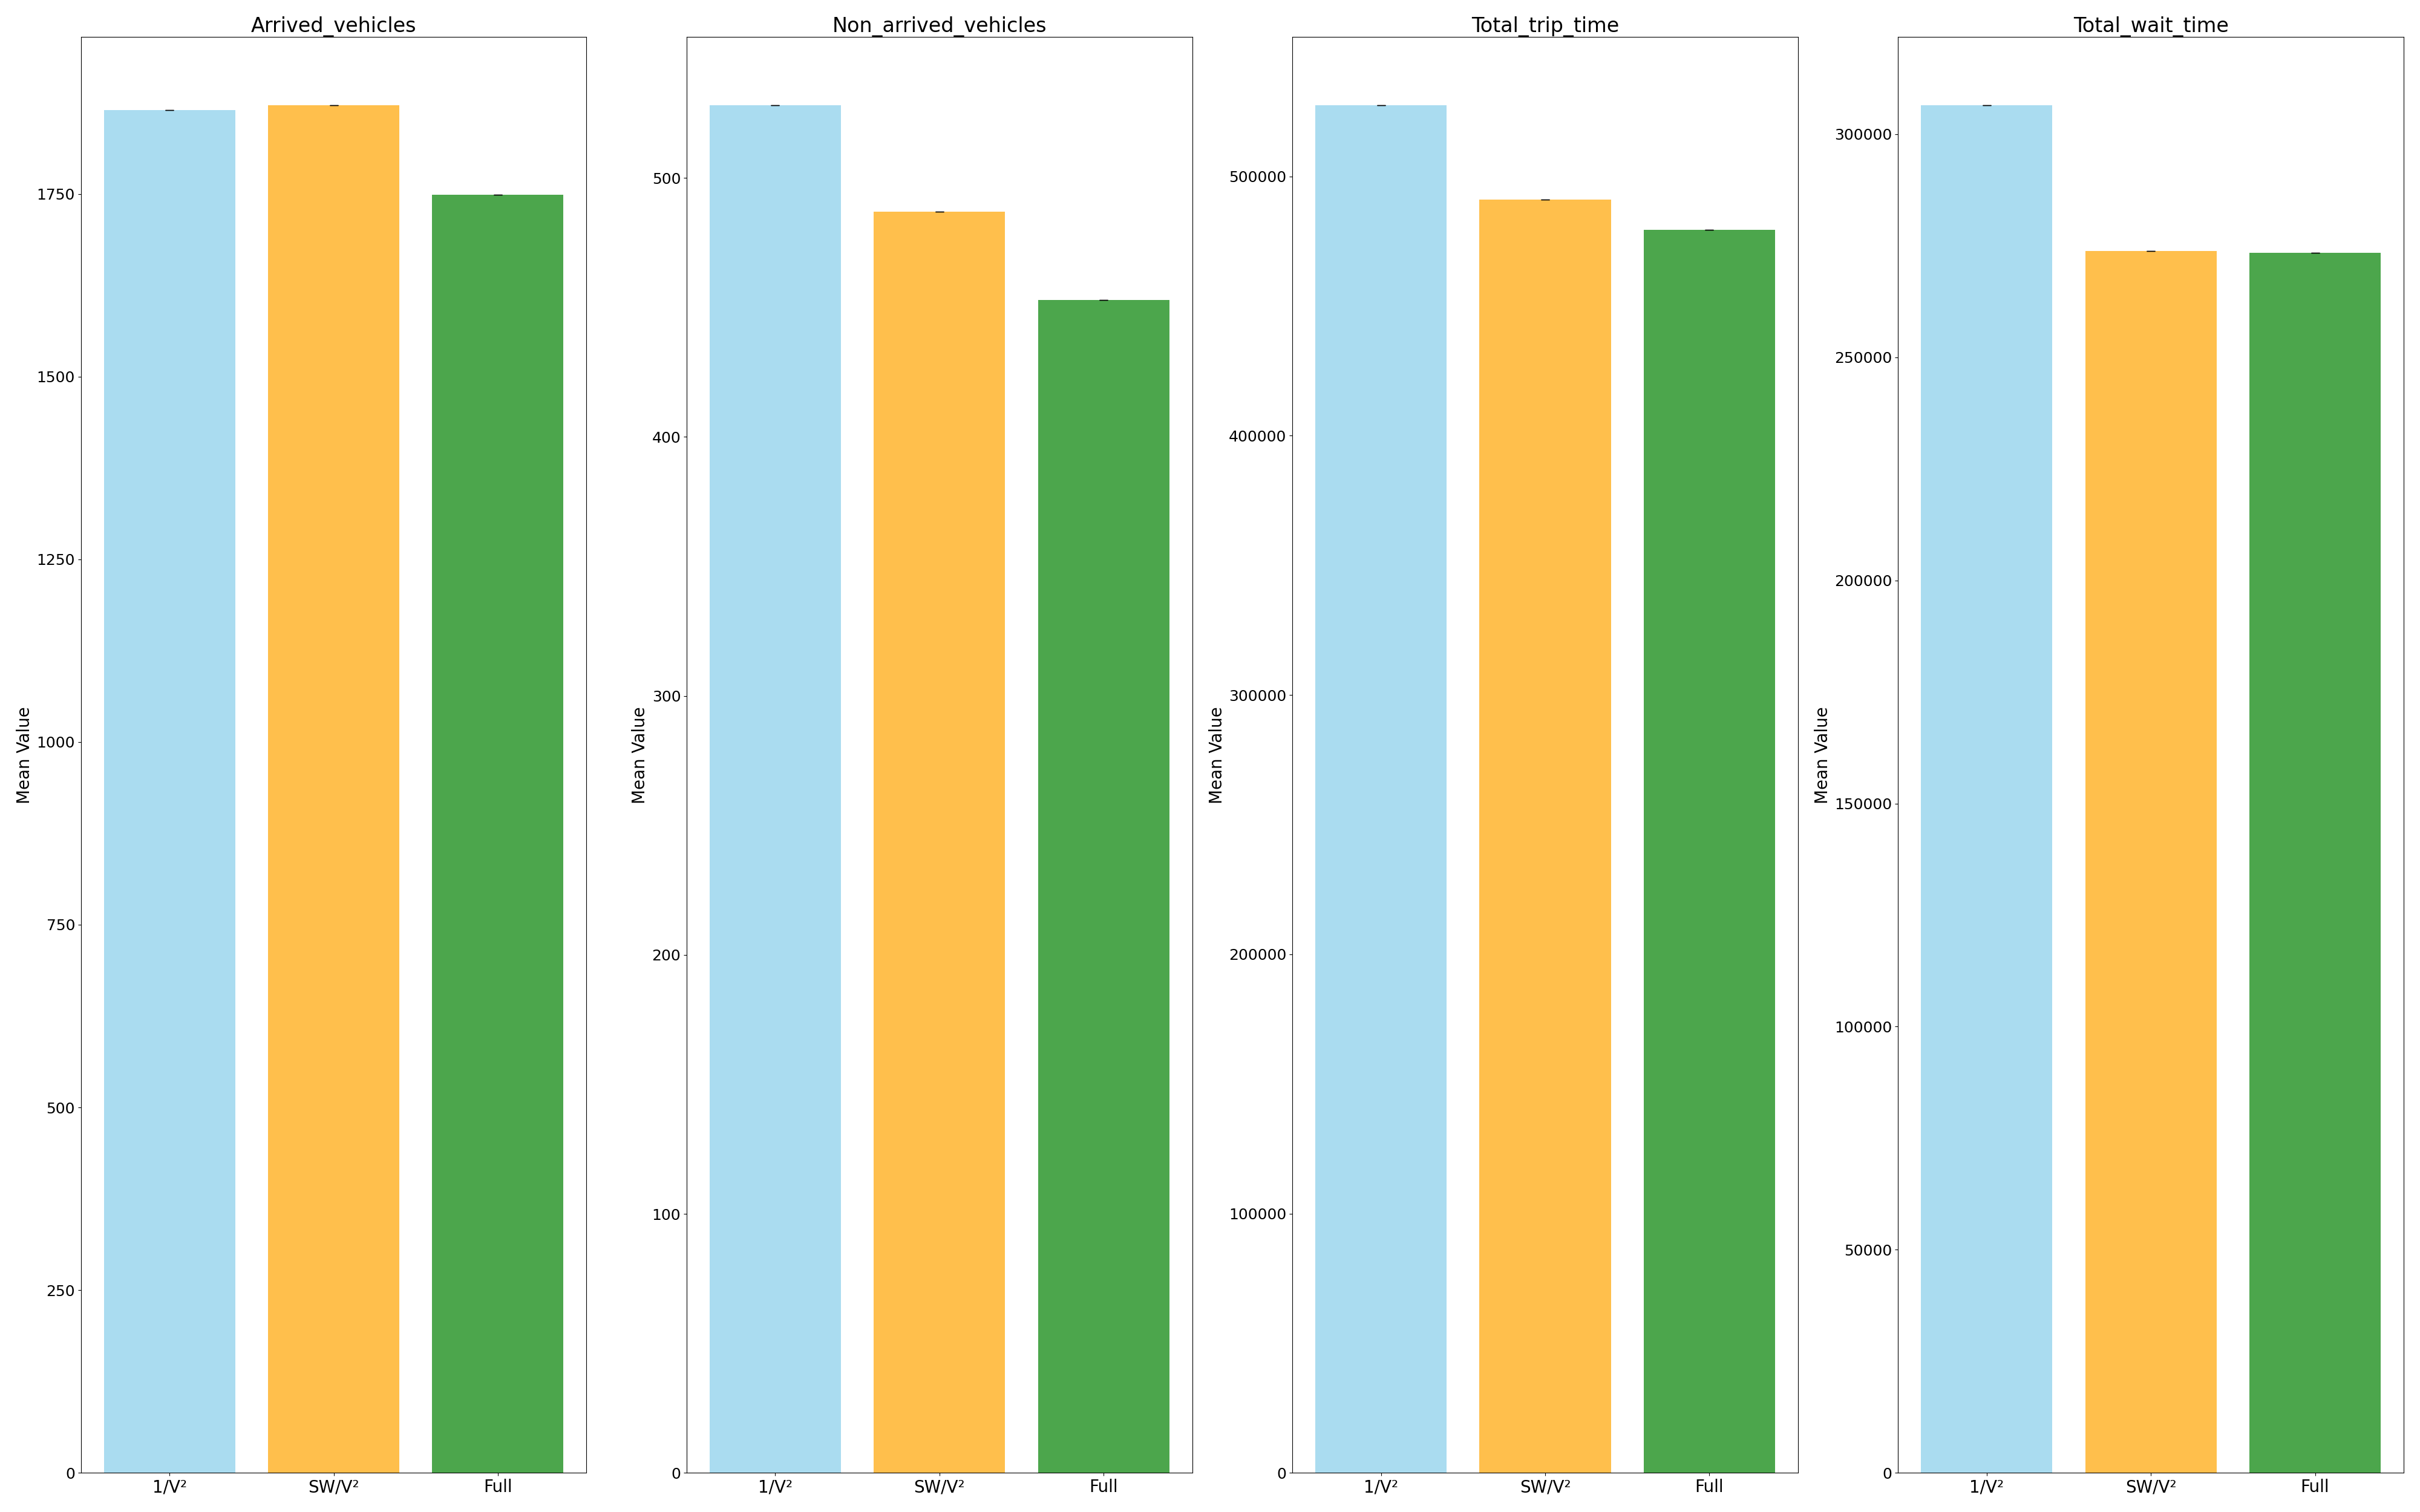 Arrived_vehicles
Mean Value
1750
1500
1250
1000
750
500
250
0
1/V²
SW/V²
Full
Non_arrived_vehicles
Mean Value
500
400
300
200
100
0
1/V²
SW/V²
Full
Total_trip_time
Mean Value
500000
400000
300000
200000
100000
0
1/V²
SW/V²
Full
Total_wait_time
Mean Value
300000
250000
200000
150000
100000
50000
0
1/V²
SW/V²
Full